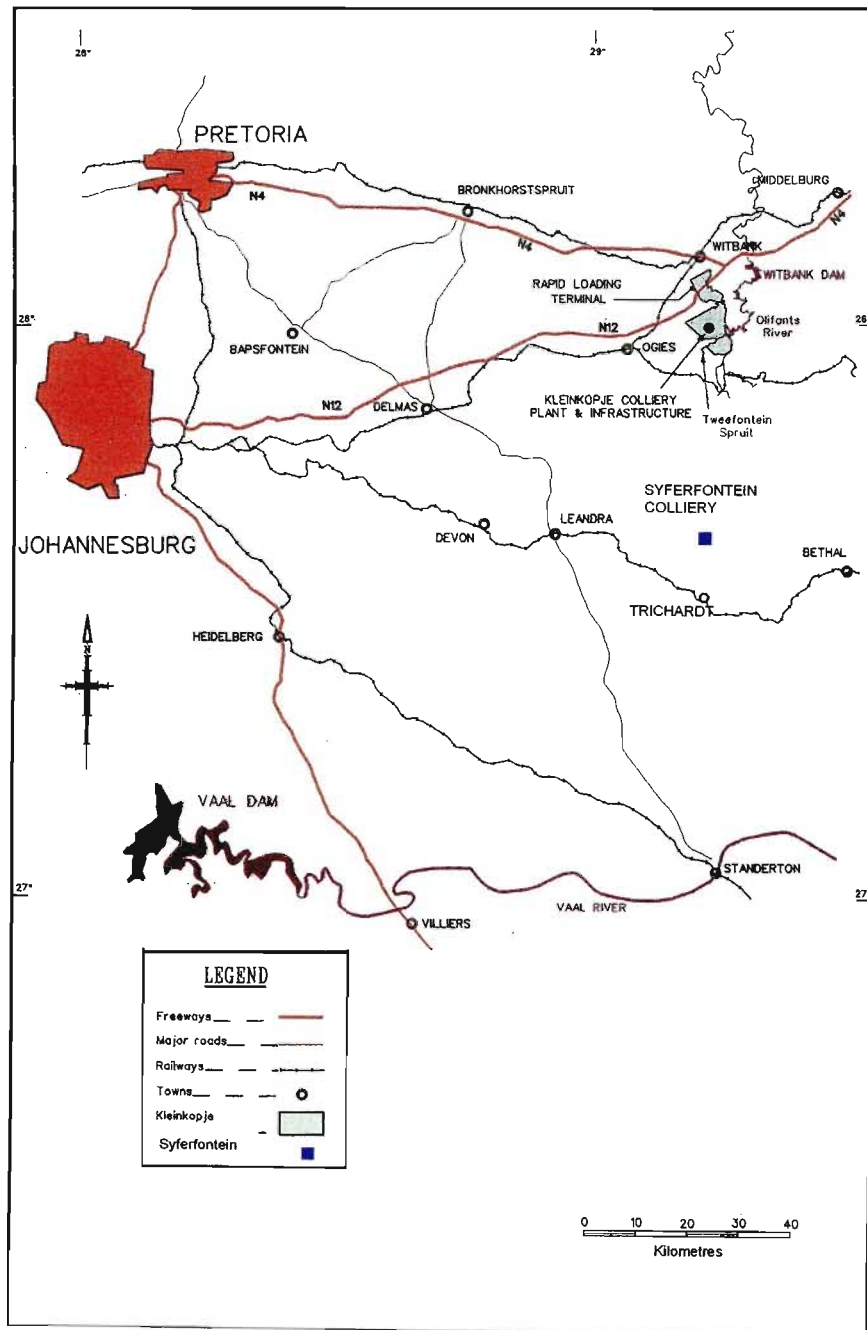 28°
29°
PRETORIA
N4
BRONKHORSTSPRUIT
MIDDELBURG
N4
N4
WITBANK
RAPID LOADING
TERMINAL
WITBANK DAM
28°
26
BAPSFONTEIN
N12
OGIES
Olifants
River
KLEINKOPJE COLLIERY
PLANT & INFRASTRUCTURE
N12
DELMAS
Tweefontein
Spruit
SYFERFONTEIN
COLLIERY
DEVON
LEANDRA
BETHAL
JOHANNESBURG
TRICHARDT
HEIDELBERG
N
VAAL DAM
STANDERTON
27°
27
VAAL RIVER
VILLIERS
LEGEND
Freeways
Major roads
Railways
Towns
Kleinkopje
Syferfontein
0 10 20 30 40
Kilometres